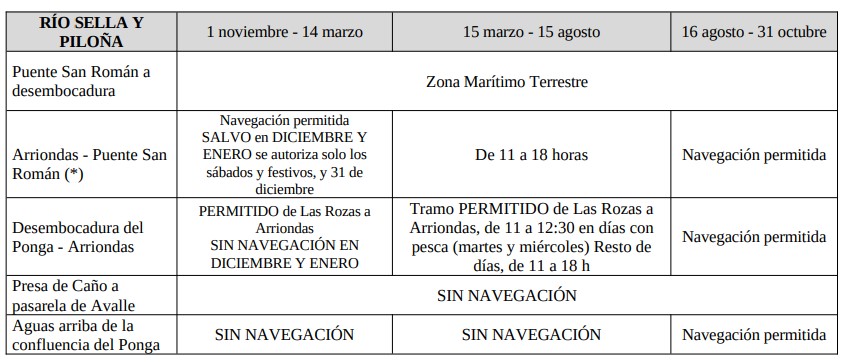 RÍO SELLA Y
PILOÑA
1 noviembre - 14 marzo
15 marzo - 15 agosto
16 agosto - 31 octubre
Puente San Román a
desembocadura
Zona Marítimo Terrestre
Arriondas - Puente San
Román (*)
Navegación permitida
SALVO en DICIEMBRE Y
ENERO se autoriza solo los
sábados y festivos, y 31 de
diciembre
De 11 a 18 horas
Navegación permitida
Desembocadura del
Ponga - Arriondas
PERMITIDO de Las Rozas a
Arriondas
SIN NAVEGACIÓN EN
DICIEMBRE Y ENERO
Tramo PERMITIDO de Las Rozas a
Arriondas, de 11 a 12:30 en días con
pesca (martes y miércoles) Resto de
días, de 11 a 18 h
Navegación permitida
Presa de Caño a
pasarela de Avalle
SIN NAVEGACIÓN
Aguas arriba de la
confluencia del Ponga
SIN NAVEGACIÓN
SIN NAVEGACIÓN
Navegación permitida